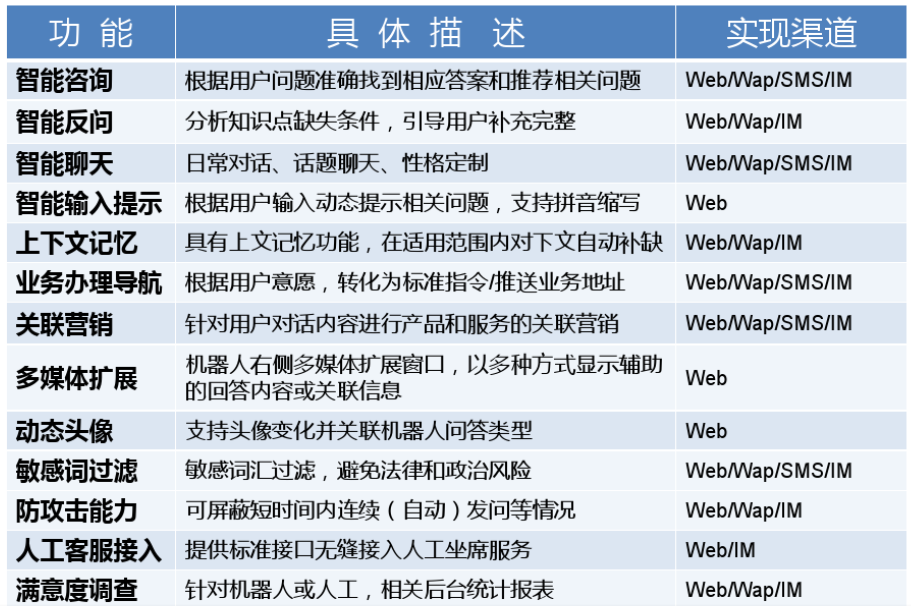 功 能 具 体 描 述 实现渠道
智能咨询 根据用户问题准确找到相应答案和推荐相关问题 Web/Wap/SMS/IM
智能反问 分析知识点缺失条件，引导用户补充完整 Web/Wap/IM
智能聊天 日常对话、话题聊天、性格定制 Web/Wap/SMS/IM
智能输入提示 根据用户输入动态提示相关问题，支持拼音缩写 Web
上下文记忆 具有上文记忆功能，在适用范围内对下文自动补缺 Web/Wap/IM
业务办理导航 根据用户意愿，转化为标准指令/推送业务地址 Web/Wap/SMS/IM
关联营销 针对用户对话内容进行产品和服务的关联营销 Web/Wap/SMS/IM
多媒体扩展 机器人右侧多媒体扩展窗口，以多种方式显示辅助
的回答内容或关联信息 Web
动态头像 支持头像变化并关联机器人问答类型 Web
敏感词过滤 敏感词汇过滤，避免法律和政治风险 Web/Wap/SMS/IM
防攻击能力 可屏蔽短时间内连续（自动）发问等情况 Web/Wap/IM
人工客服接入 提供标准接口无缝接入人工坐席服务 Web/IM
满意度调查 针对机器人或人工，相关后台统计报表 Web/Wap/IM